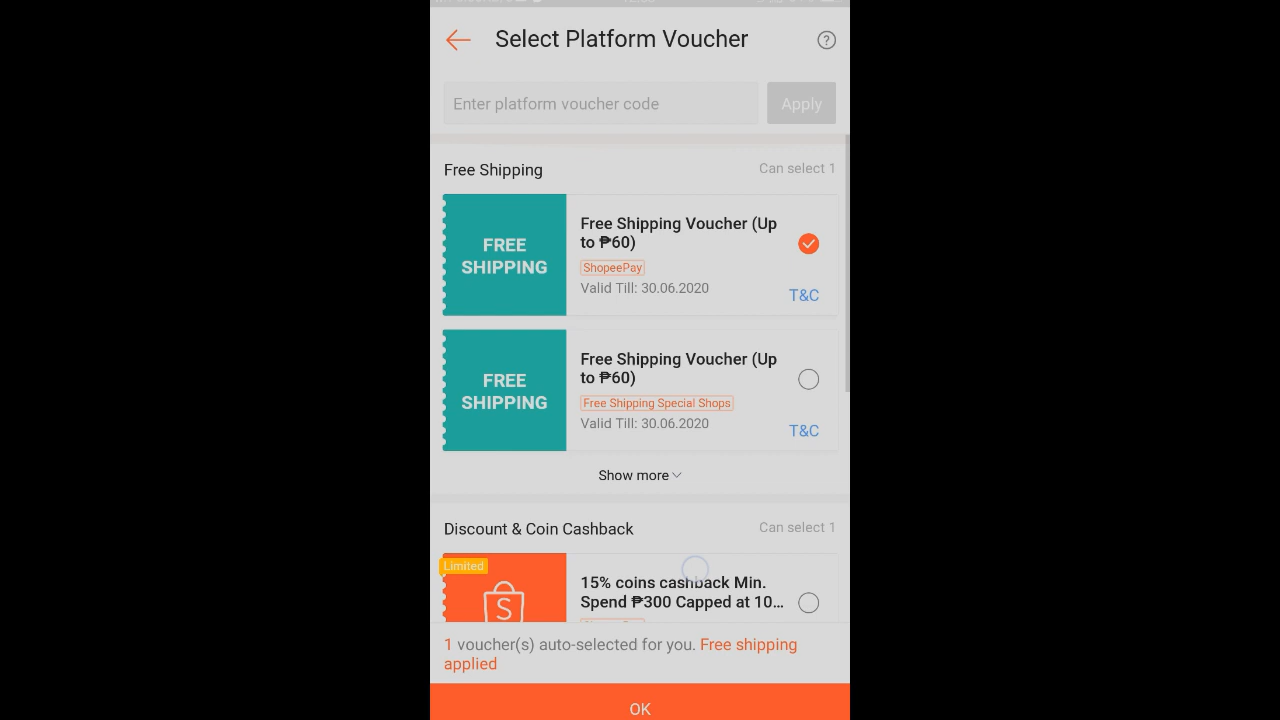 Select Platform Voucher
?
Enter platform voucher code
Apply
Free Shipping
Can select 1
FREE
SHIPPING
Free Shipping Voucher (Up
to ₱60)
ShopeePay
Valid Till: 30.06.2020
T&C
FREE
SHIPPING
Free Shipping Voucher (Up
to ₱60)
Free Shipping Special Shops
Valid Till: 30.06.2020
T&C
Show more
Discount & Coin Cashback
Can select 1
Limited
S
15% coins cashback Min.
Spend ₱300 Capped at 10...
1 voucher(s) auto-selected for you. Free shipping
applied
OK